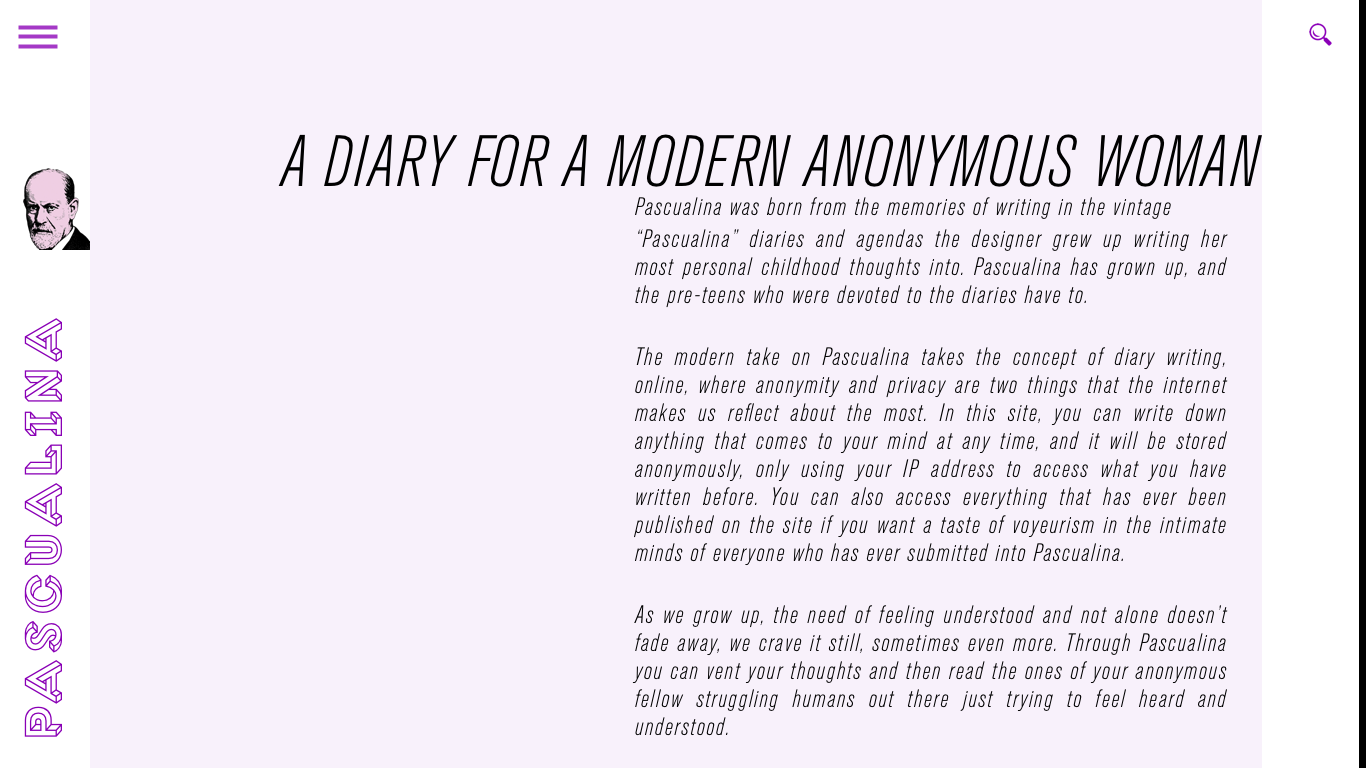 A DIARY FOR A MODERN ANONYMOUS WOMAN
Pascualina was born from the memories of writing in the vintage
“Pascualina” diaries and agendas the designer grew up writing her
most personal childhood thoughts into. Pascualina has grown up, and
the pre-teens who were devoted to the diaries have to.
The modern take on Pascualina takes the concept of diary writing,
online, where anonymity and privacy are two things that the internet
makes us reflect about the most. In this site, you can write down
anything that comes to your mind at any time, and it will be stored
anonymously, only using your IP address to access what you have
written before. You can also access everything that has ever been
published on the site if you want a taste of voyeurism in the intimate
minds of everyone who has ever submitted into Pascualina.
As we grow up, the need of feeling understood and not alone doesn't
fade away, we crave it still, sometimes even more. Through Pascualina
you can vent your thoughts and then read the ones of your anonymous
fellow struggling humans out there just trying to feel heard and
understood.
PASCUALINA